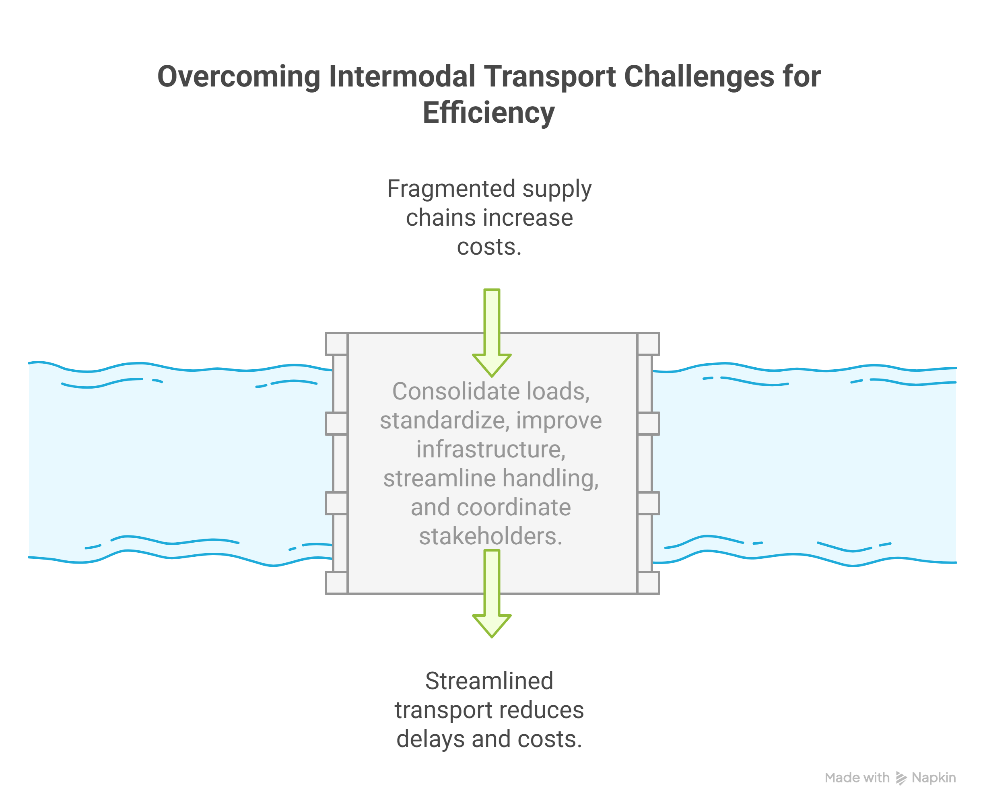 Overcoming Intermodal Transport Challenges for
Efficiency
Fragmented supply
chains increase
costs.
Consolidate loads,
standardize, improve
infrastructure,
streamline handling,
and coordinate
stakeholders.
Streamlined
transport reduces
delays and costs.
Made with Napkin